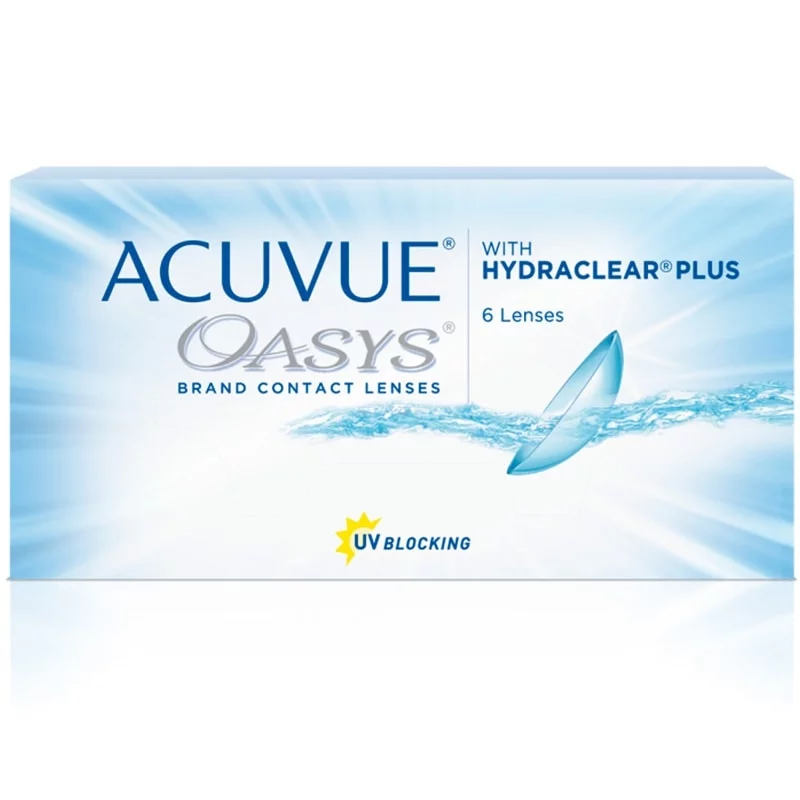 ACUVUE®
OASYS®
BRAND CONTACT LENSES
WITH
HYDRACLEAR® PLUS
6 Lenses
UV BLOCKING